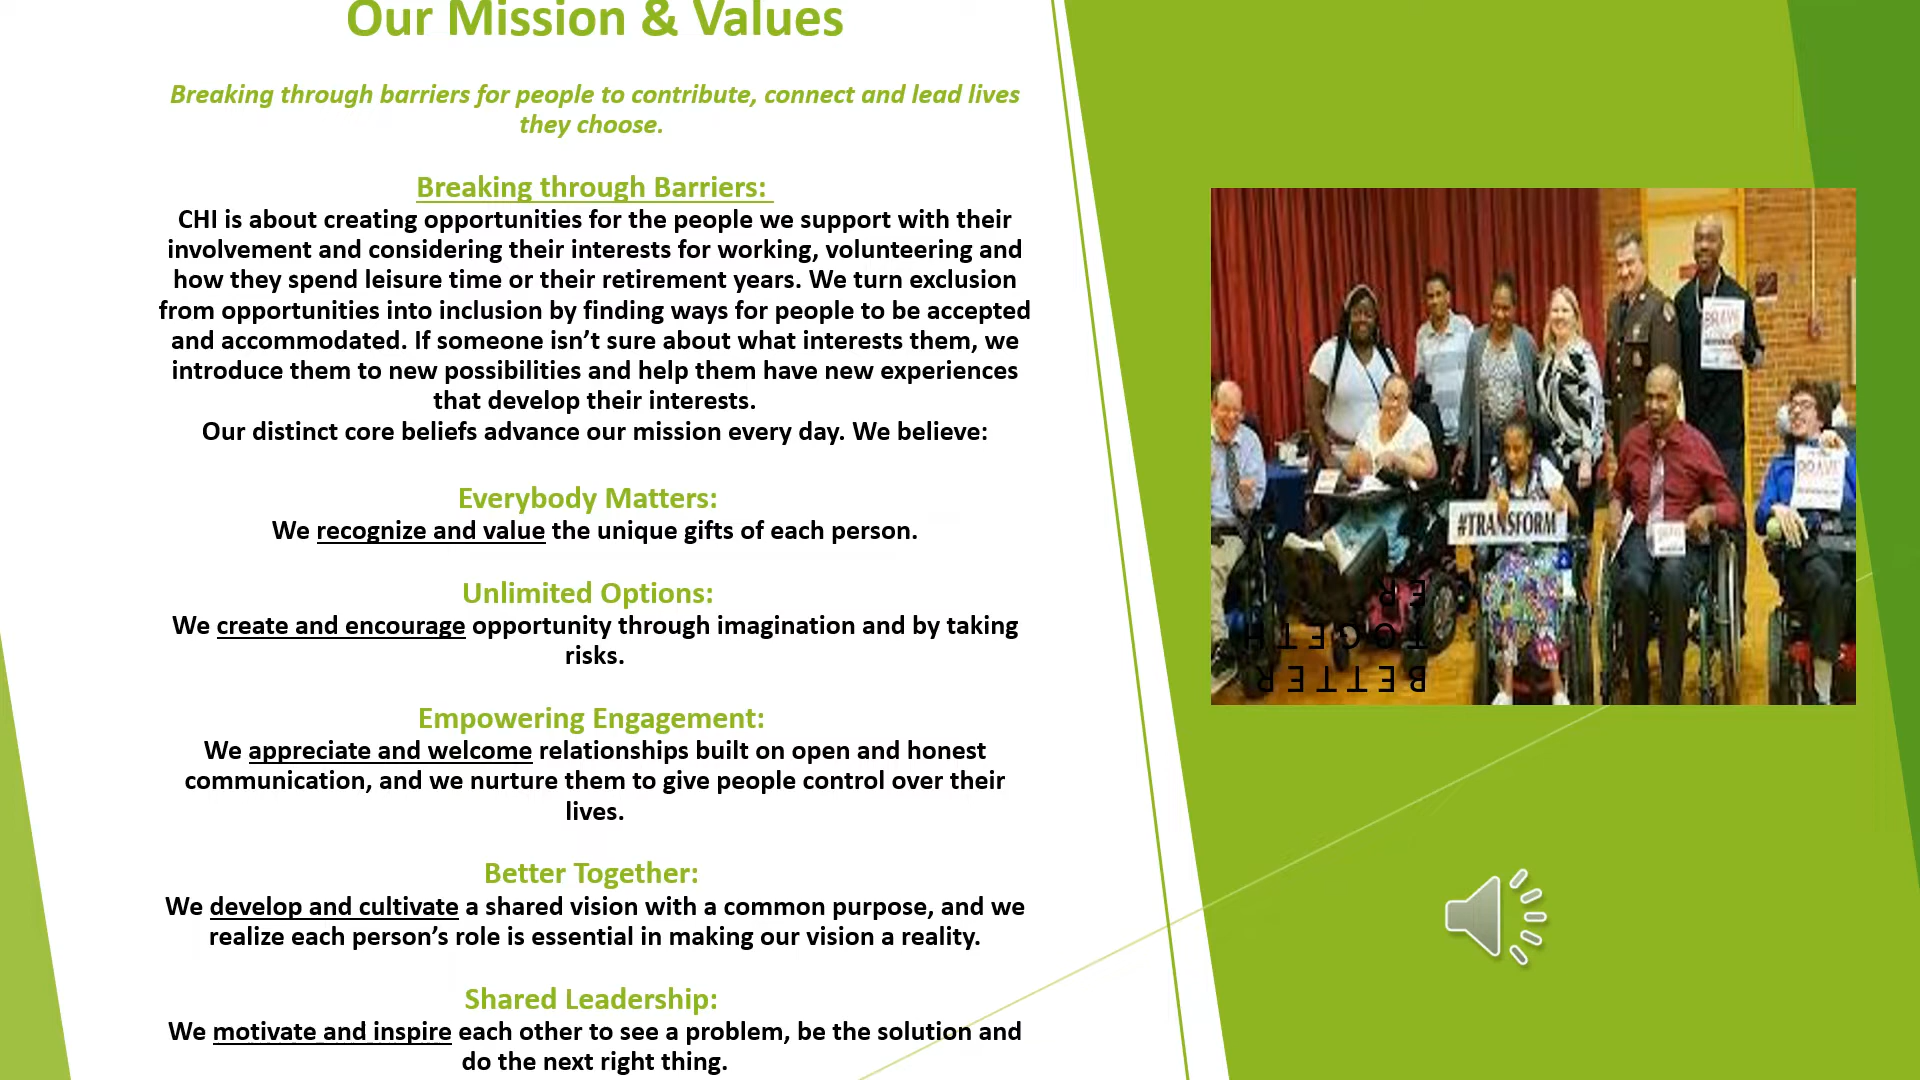 Our Mission & Values
Breaking through barriers for people to contribute, connect and lead lives
they choose.
Breaking through Barriers:
CHI is about creating opportunities for the people we support with their
involvement and considering their interests for working, volunteering and
how they spend leisure time or their retirement years. We turn exclusion
from opportunities into inclusion by finding ways for people to be accepted
and accommodated. If someone isn’t sure about what interests them, we
introduce them to new possibilities and help them have new experiences
that develop their interests.
Our distinct core beliefs advance our mission every day. We believe:
Everybody Matters:
We recognize and value the unique gifts of each person.
Unlimited Options:
We create and encourage opportunity through imagination and by taking
risks.
Empowering Engagement:
We appreciate and welcome relationships built on open and honest
communication, and we nurture them to give people control over their
lives.
Better Together:
We develop and cultivate a shared vision with a common purpose, and we
realize each person’s role is essential in making our vision a reality.
Shared Leadership:
We motivate and inspire each other to see a problem, be the solution and
do the next right thing.
BRAVE
BRAVE
#TRANSFORM
BETTER
TOGETH
ER